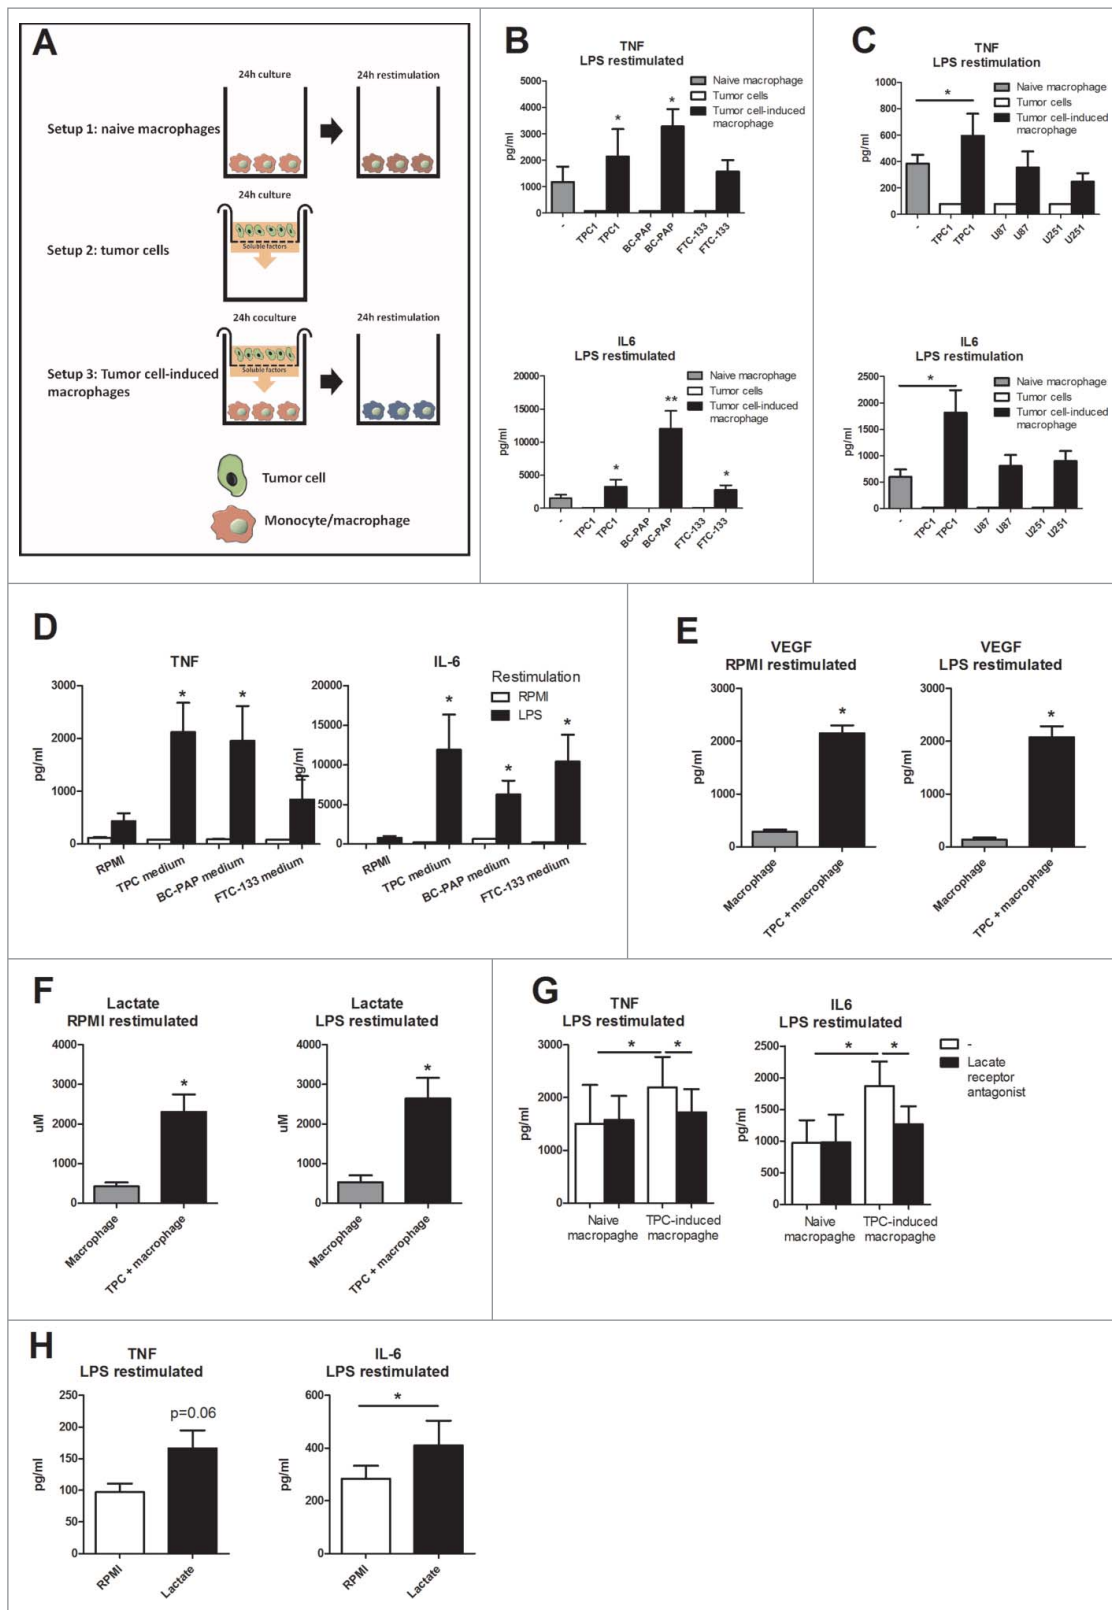 A
24h culture
24h restimulation
Setup 1: naive macrophages
24h culture
Soluble factors
Setup 2: tumor cells
24h coculture
24h restimulation
Soluble factors
Setup 3: Tumor cell-induced
macrophages
Tumor cell
Monocyte/macrophage
B
TNF
LPS restimulated
Naive macrophage
Tumor cells
Tumor cell-induced
macrophage
pg/ml
5000
4000
3000
2000
1000
0
* *
- TPC1 TPC1 BC-PAP BC-PAP FTC-133 FTC-133
IL6
LPS restimulated
Naive macrophage
Tumor cells
Tumor cell-induced
macrophage
pg/ml
20000
15000
10000
5000
0
* ** *
- TPC1 TPC1 BC-PAP BC-PAP FTC-133 FTC-133
C
TNF
LPS restimulation
Naive macrophage
Tumor cells
Tumor cell-induced
macrophage
pg/ml
1000
800
600
400
200
0
*
- TPC1 TPC1 U87 U87 U251 U251
IL6
LPS restimulation
Naive macrophage
Tumor cells
Tumor cell-induced
macrophage
pg/ml
2500
2000
1500
1000
500
0
*
- TPC1 TPC1 U87 U87 U251 U251
D
TNF
pg/ml
3000
2000
1000
0
* *
RPMI TPC medium BC-PAP medium FTC-133 medium
IL-6
pg/ml
20000
15000
10000
5000
0
* * *
RPMI TPC medium BC-PAP medium FTC-133 medium
Restimulation
RPMI
LPS
E
VEGF
RPMI restimulated
pg/ml
3000
2000
1000
0
*
Macrophage TPC + macrophage
VEGF
LPS restimulated
pg/ml
3000
2000
1000
0
*
Macrophage TPC + macrophage
F
Lactate
RPMI restimulated
uM
4000
3000
2000
1000
0
*
Macrophage TPC + macrophage
Lactate
LPS restimulated
uM
4000
3000
2000
1000
0
*
Macrophage TPC + macrophage
G
TNF
LPS restimulated
pg/ml
3000
2000
1000
0
* *
Naive TPC-induced
macropaghe macropaghe
IL6
LPS restimulated
pg/ml
2500
2000
1500
1000
500
0
* *
Naive TPC-induced
macropaghe macropaghe
-
Lacate
receptor
antagonist
H
TNF
LPS restimulated
pg/ml
250
200
150
100
50
0
p=0.06
RPMI Lactate
IL-6
LPS restimulated
pg/ml
600
400
200
0
*
RPMI Lactate